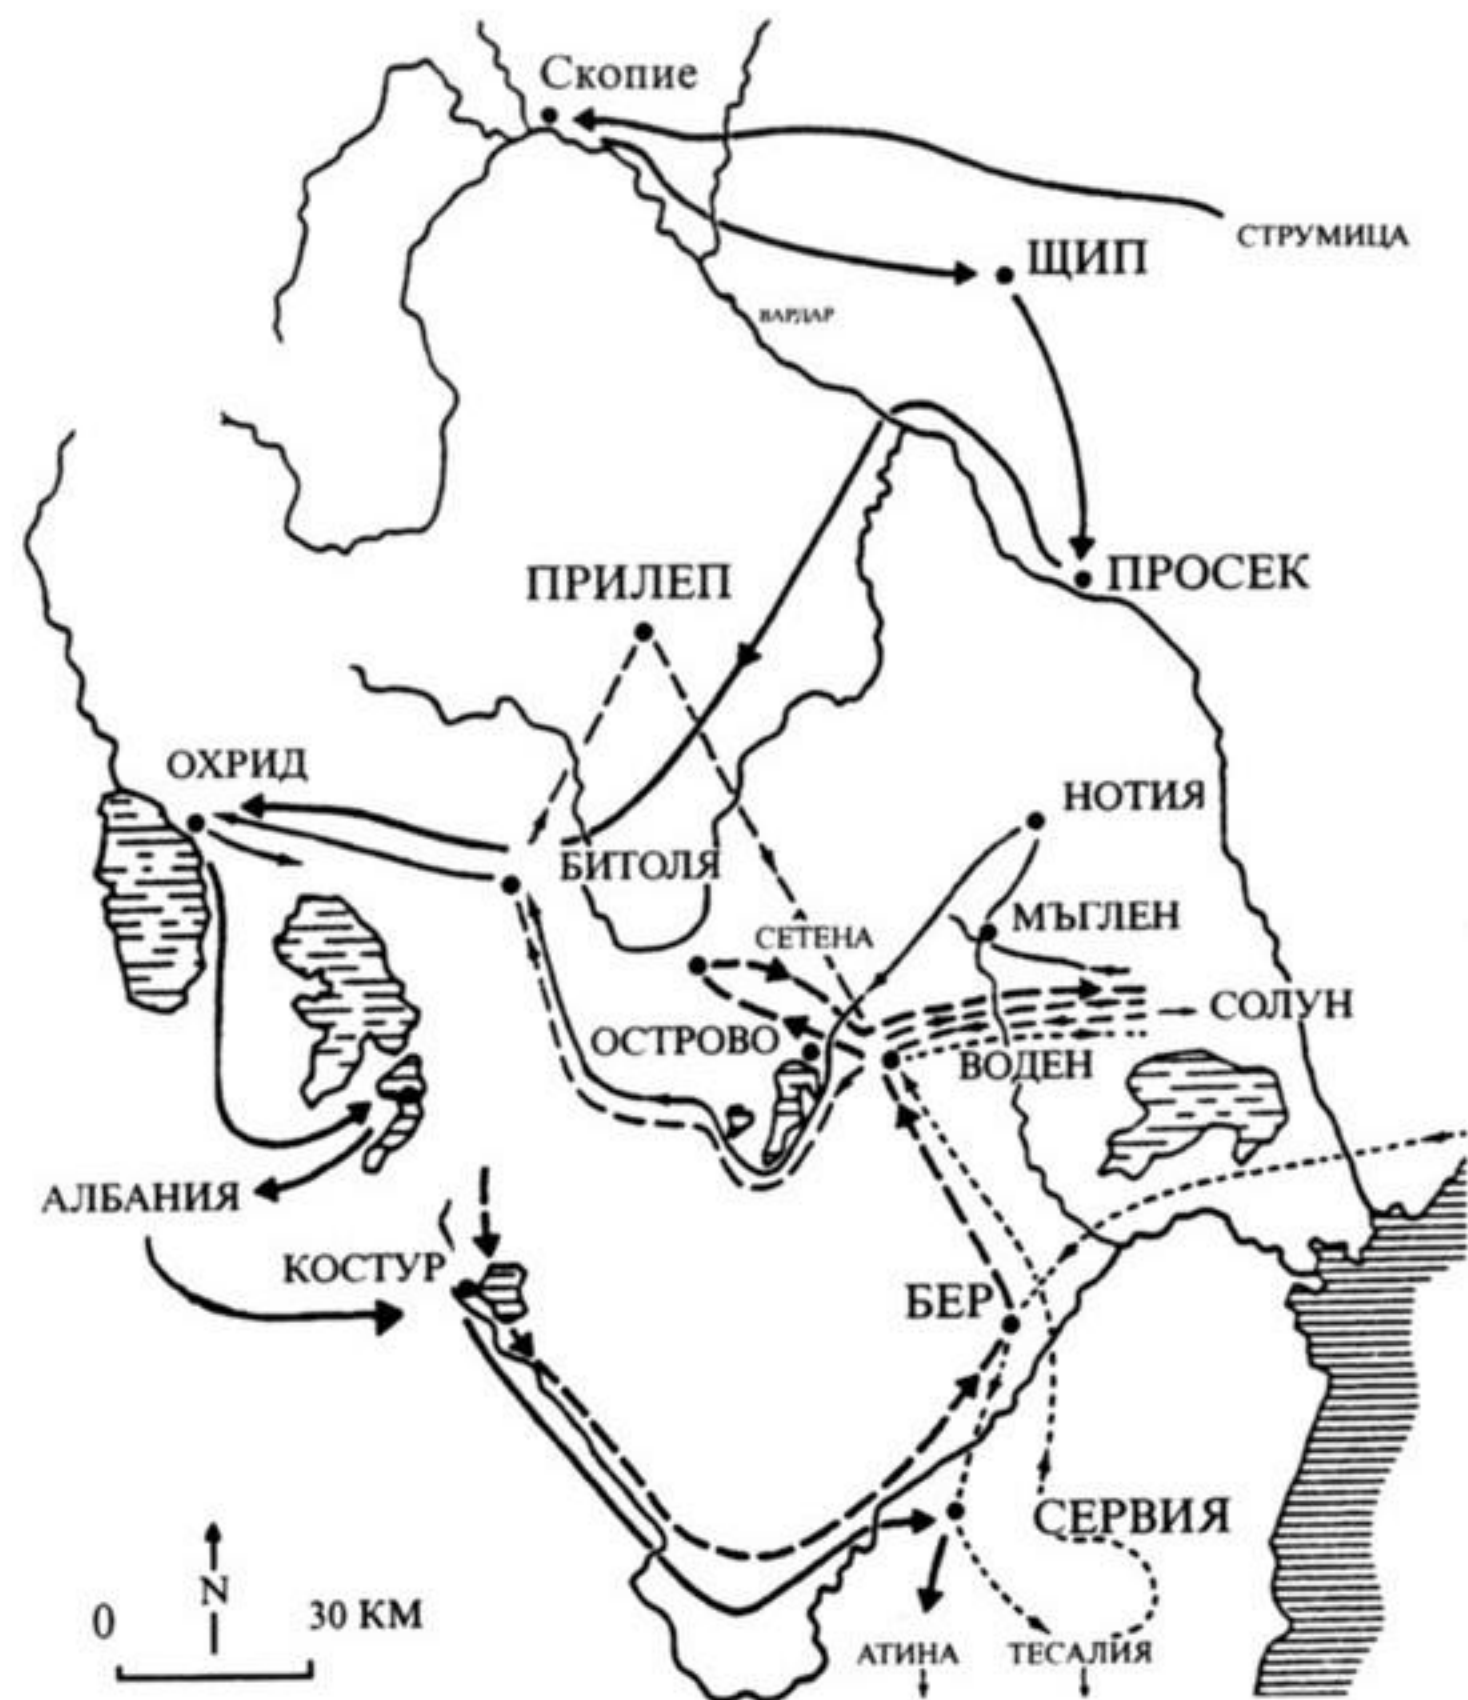 Скопие
СТРУМИЦА
ЩИП
ВАРДАР
ПРОСЕК
ПРИЛЕП
ОХРИД
НОТИЯ
БИТОЛЯ
МЪГЛЕН
СЕТЕНА
СОЛУН
ОСТРОВО
ВОДЕН
АЛБАНИЯ
КОСТУР
БЕР
СЕРВИЯ
N
0 30 КМ
АТИНА ТЕСАЛИЯ